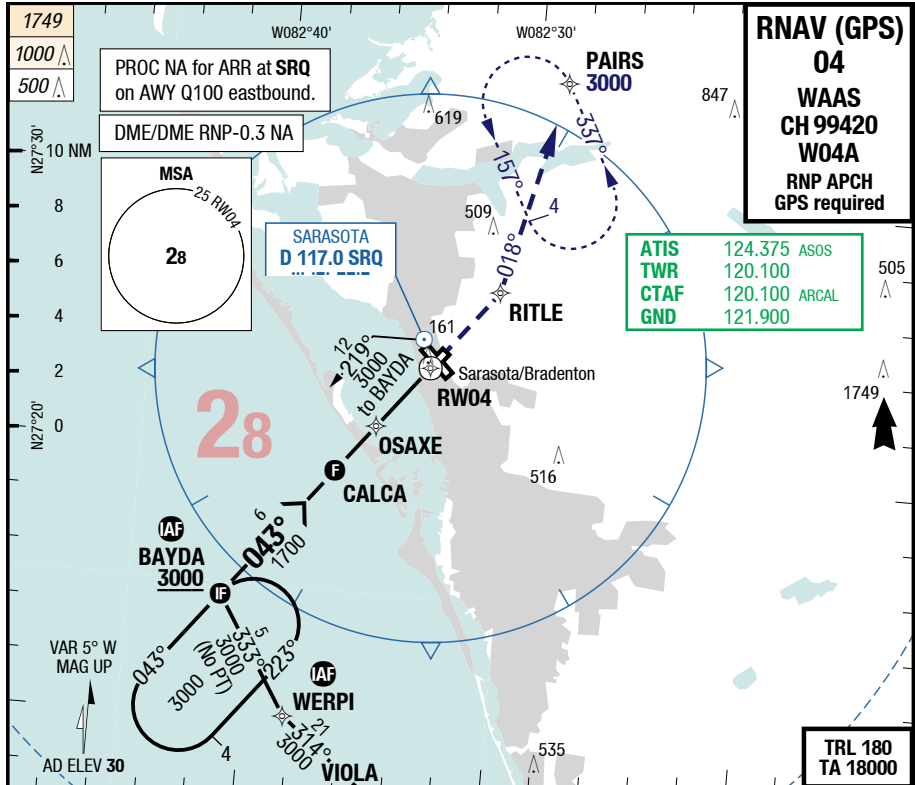 1749
1000
500
PROC NA for ARR at SRQ
on AWY Q100 eastbound.
DME/DME RNP-0.3 NA
W082°40'
W082°30'
RNAV (GPS)
04
WAAS
CH 99420
W04A
RNP APCH
GPS required
PAIRS
3000
337°
157°
619
847
N27°30'
10 NM
8
6
4
2
0
N27°20'
MSA
25 RW04
28
SARASOTA
D 117.0 SRQ
509
4
018°
RITLE
ATIS 124.375 ASOS
TWR 120.100
CTAF 120.100 ARCAL
GND 121.900
505
161
12
219°
3000
to BAYDA
Sarasota/Bradenton
RW04
1749
28
OSAXE
F
CALCA
516
6
043°
1700
IAF
BAYDA
3000
IF
043°
3000
5
333°
3000
(No PT)
223°
4
IAF
WERPI
21
314°
3000
VIOLA
VAR 5° W
MAG UP
AD ELEV 30
535
TRL 180
TA 18000